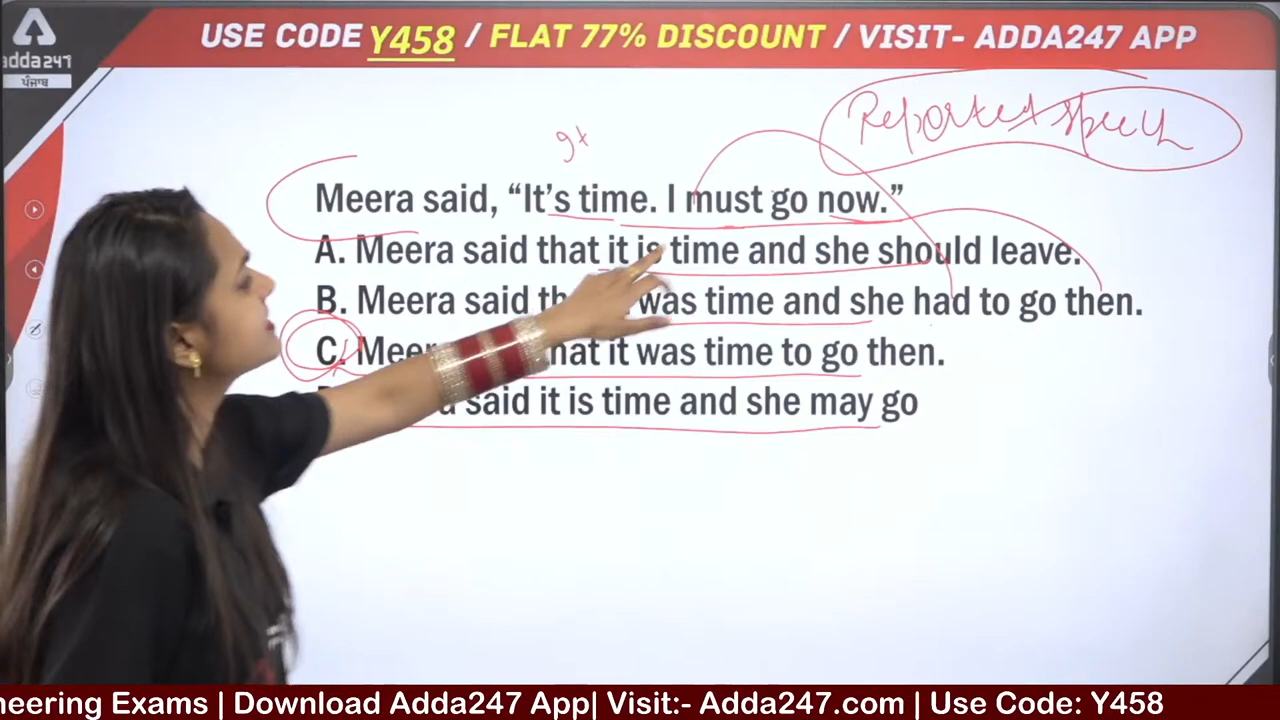 adda247
ਪੰਜਾਬ
USE CODE Y458 / FLAT 77% DISCOUNT / VISIT- ADDA247 APP
Reported speech
Meera said, “It’s time. I must go now.”
A. Meera said that it is time and she should leave.
B. Meera said was time and she had to go then.
C. that it was time to go then.
said it is time and she may go
neering Exams | Download Adda247 App| Visit:- Adda247.com | Use Code: Y458